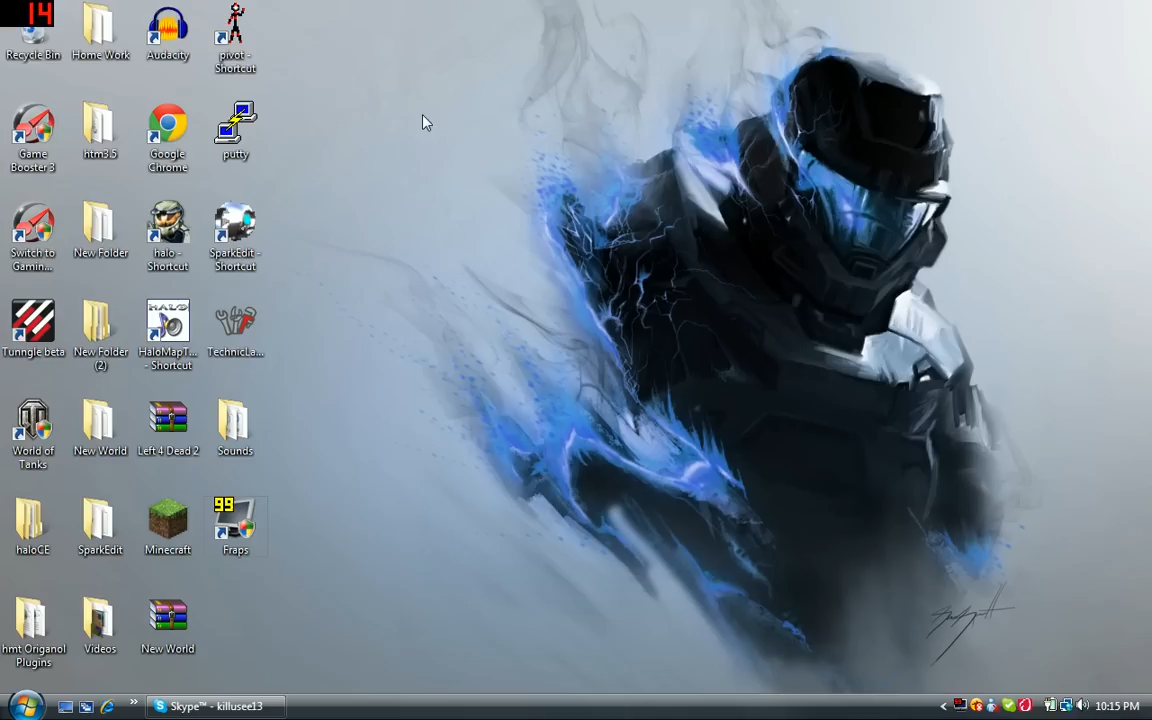 14
Recycle Bin
Home Work
Audacity
pivot -
Shortcut
Game
Booster 3
htm3.5
Google
Chrome
putty
Switch to
Gamin...
New Folder
halo -
Shortcut
SparkEdit -
Shortcut
Tunngle beta
New Folder
(2)
HALO
HaloMapT...
- Shortcut
TechnicLa...
World of
Tanks
New World
Left 4 Dead 2
Sounds
haloCE
SparkEdit
Minecraft
99
Fraps
hmt Origanol
Plugins
Videos
New World
Skype™ - killusee13
10:15 PM